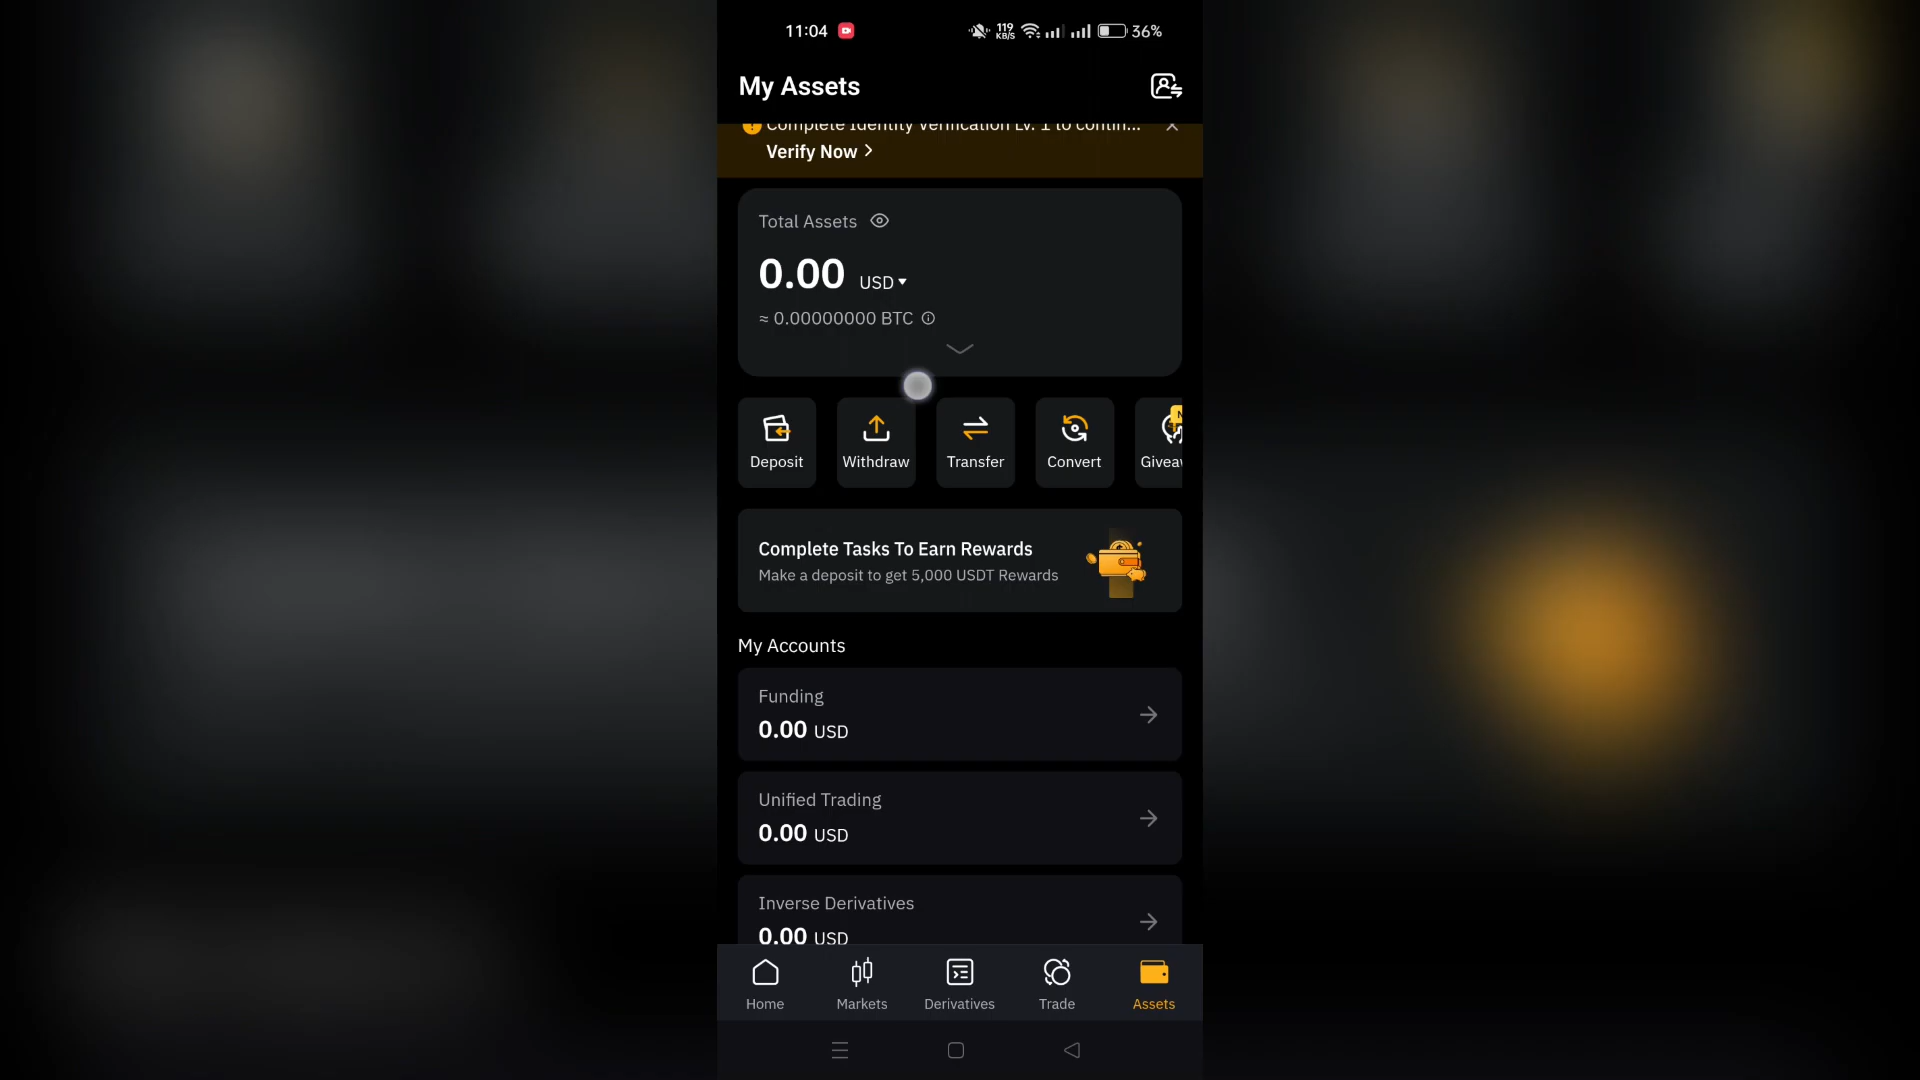 11:04
119
KB/S
36%
My Assets
Complete Identity Verification Lv. 1 to contin...
Verify Now
Total Assets
0.00 USD
≈ 0.00000000 BTC
Deposit
Withdraw
Transfer
Convert
Giveaw
N
Complete Tasks To Earn Rewards
Make a deposit to get 5,000 USDT Rewards
My Accounts
Funding
0.00 USD
Unified Trading
0.00 USD
Inverse Derivatives
0.00 USD
Home
Markets
Derivatives
Trade
Assets